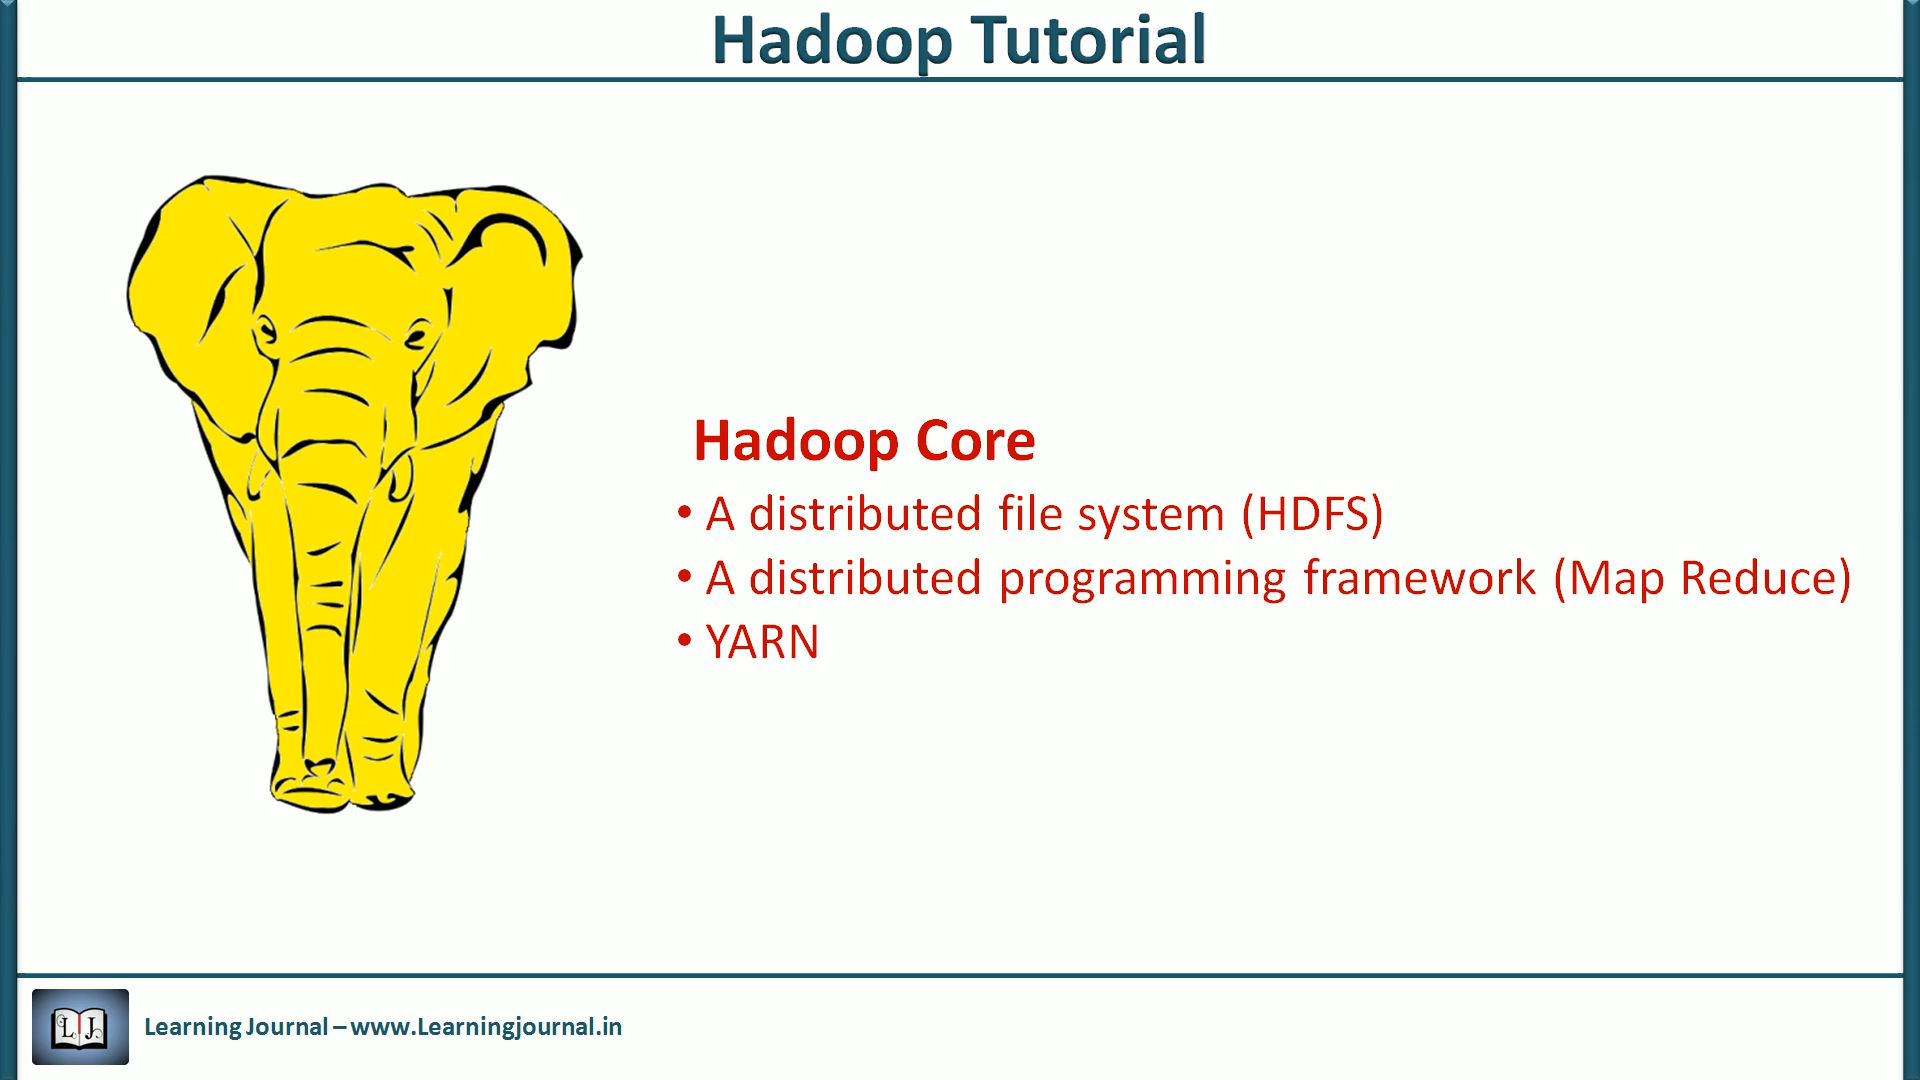 Hadoop Tutorial
Hadoop Core
• A distributed file system (HDFS)
• A distributed programming framework (Map Reduce)
• YARN
L J
Learning Journal – www.Learningjournal.in